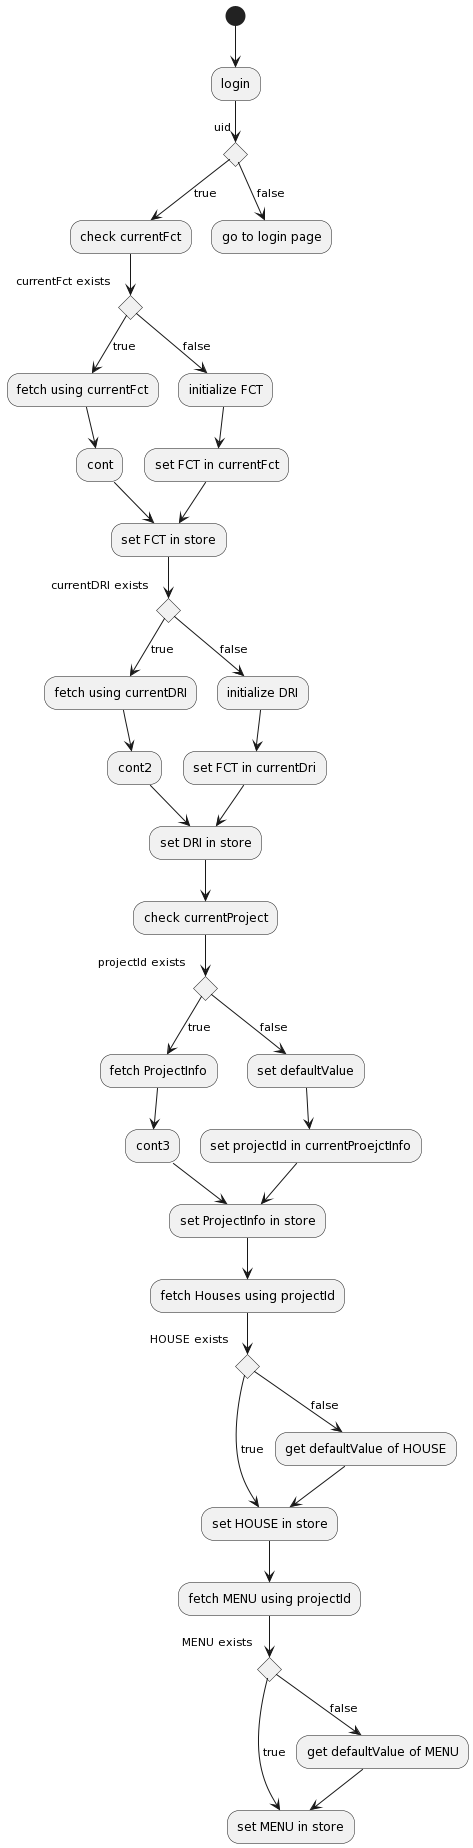 login
uid
true
false
check currentFct
go to login page
currentFct exists
true
false
fetch using currentFct
initialize FCT
cont
set FCT in currentFct
set FCT in store
currentDRI exists
true
false
fetch using currentDRI
initialize DRI
cont2
set FCT in currentDri
set DRI in store
check currentProject
projectId exists
true
false
fetch ProjectInfo
set defaultValue
cont3
set projectId in currentProejctInfo
set ProjectInfo in store
fetch Houses using projectId
HOUSE exists
false
true
get defaultValue of HOUSE
set HOUSE in store
fetch MENU using projectId
MENU exists
false
true
get defaultValue of MENU
set MENU in store